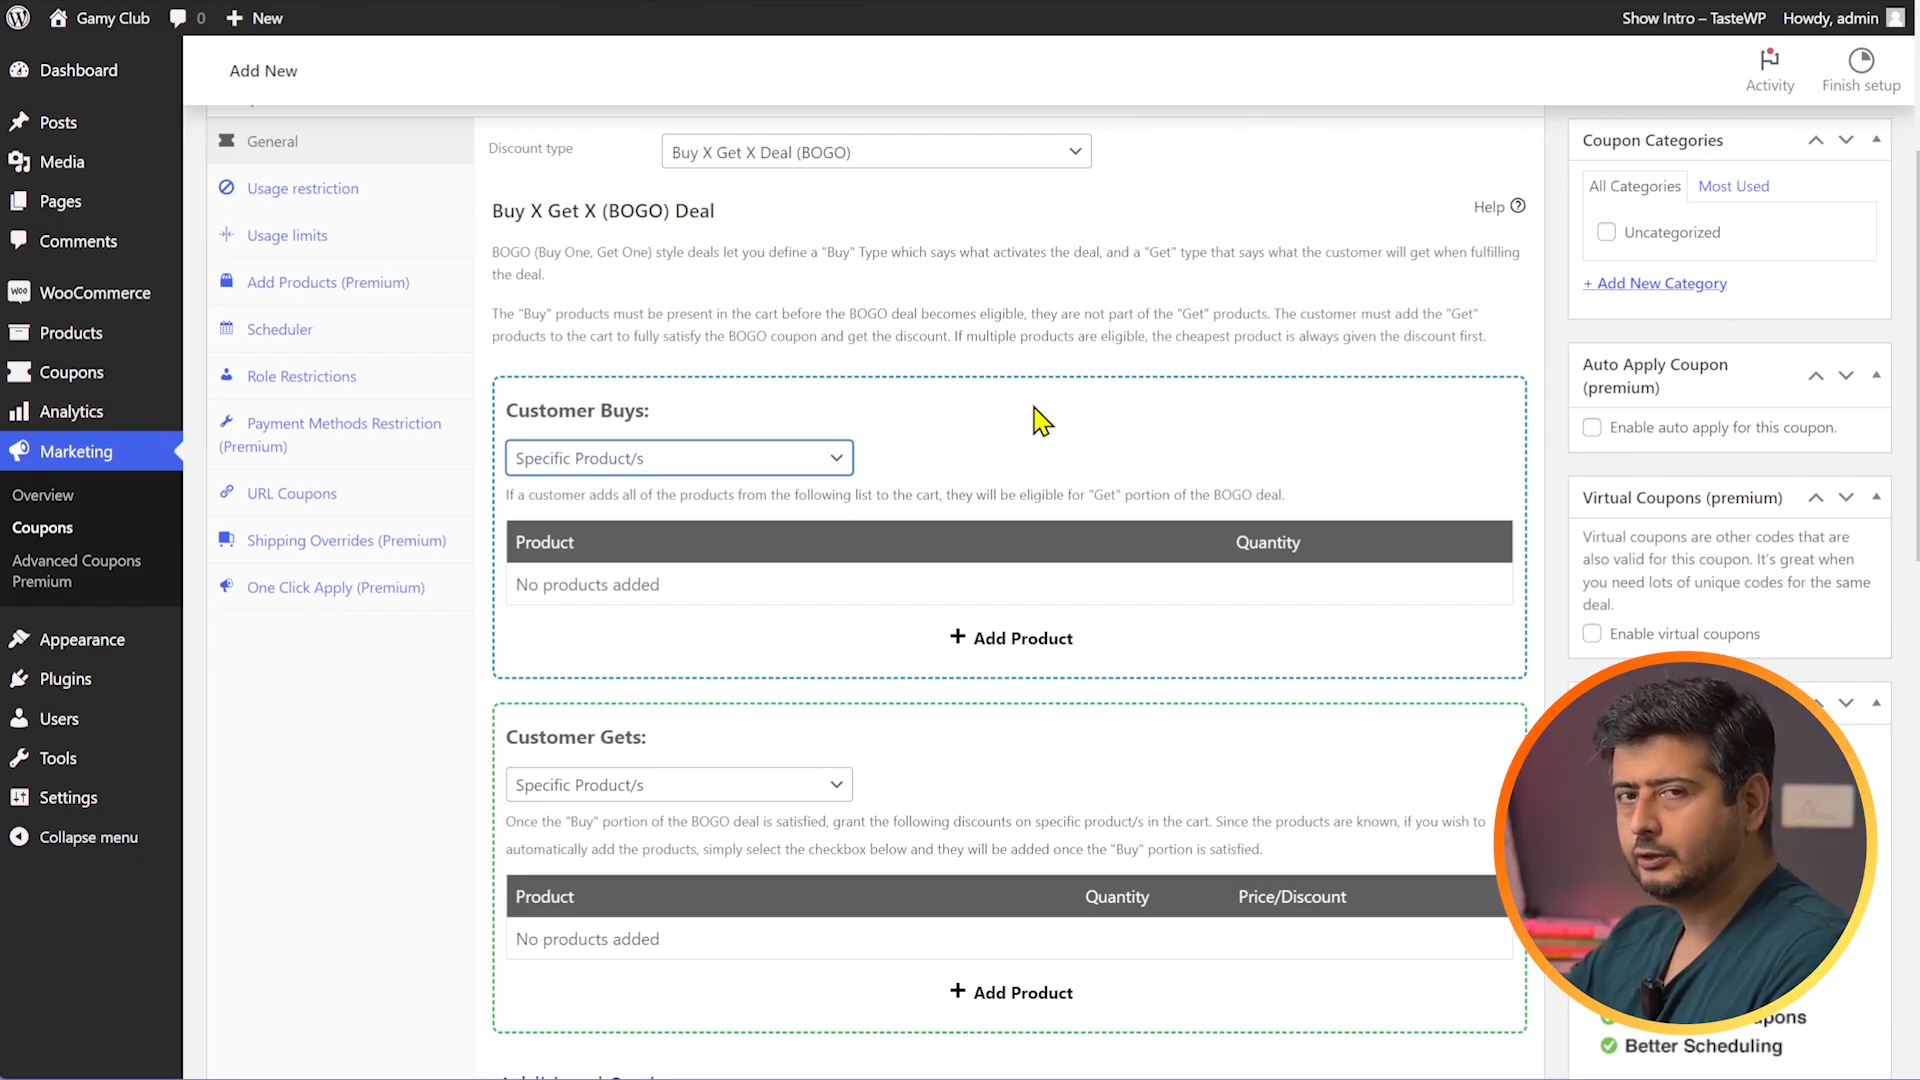 Gamy Club
0
New
Show Intro – TasteWP
Howdy, admin
Dashboard
Posts
Media
Pages
Comments
WOO
WooCommerce
Products
Coupons
Analytics
Marketing
Overview
Coupons
Advanced Coupons
Premium
Appearance
Plugins
Users
Tools
Settings
Collapse menu
Add New
Activity
Finish setup
General
Usage restriction
Usage limits
Add Products (Premium)
Scheduler
Role Restrictions
Payment Methods Restriction
(Premium)
URL Coupons
Shipping Overrides (Premium)
One Click Apply (Premium)
Discount type
Buy X Get X Deal (BOGO)
Buy X Get X (BOGO) Deal
Help
BOGO (Buy One, Get One) style deals let you define a "Buy" Type which says what activates the deal, and a "Get" type that says what the customer will get when fulfilling
the deal.
The "Buy" products must be present in the cart before the BOGO deal becomes eligible, they are not part of the "Get" products. The customer must add the "Get"
products to the cart to fully satisfy the BOGO coupon and get the discount. If multiple products are eligible, the cheapest product is always given the discount first.
Customer Buys:
Specific Product/s
If a customer adds all of the products from the following list to the cart, they will be eligible for "Get" portion of the BOGO deal.
Product Quantity
No products added
+ Add Product
Customer Gets:
Specific Product/s
Once the "Buy" portion of the BOGO deal is satisfied, grant the following discounts on specific product/s in the cart. Since the products are known, if you wish to
automatically add the products, simply select the checkbox below and they will be added once the "Buy" portion is satisfied.
Product Quantity Price/Discount
No products added
+ Add Product
Coupon Categories
All Categories
Most Used
Uncategorized
+ Add New Category
Auto Apply Coupon
(premium)
Enable auto apply for this coupon.
Virtual Coupons (premium)
Virtual coupons are other codes that are
also valid for this coupon. It's great when
you need lots of unique codes for the same
deal.
Enable virtual coupons
Better Scheduling